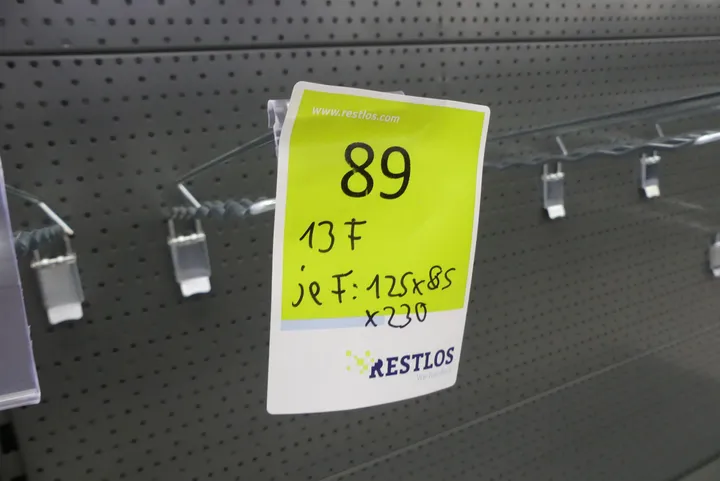 www.restlos.com
89
13 F
je F: 125x85
x230
RESTLOS